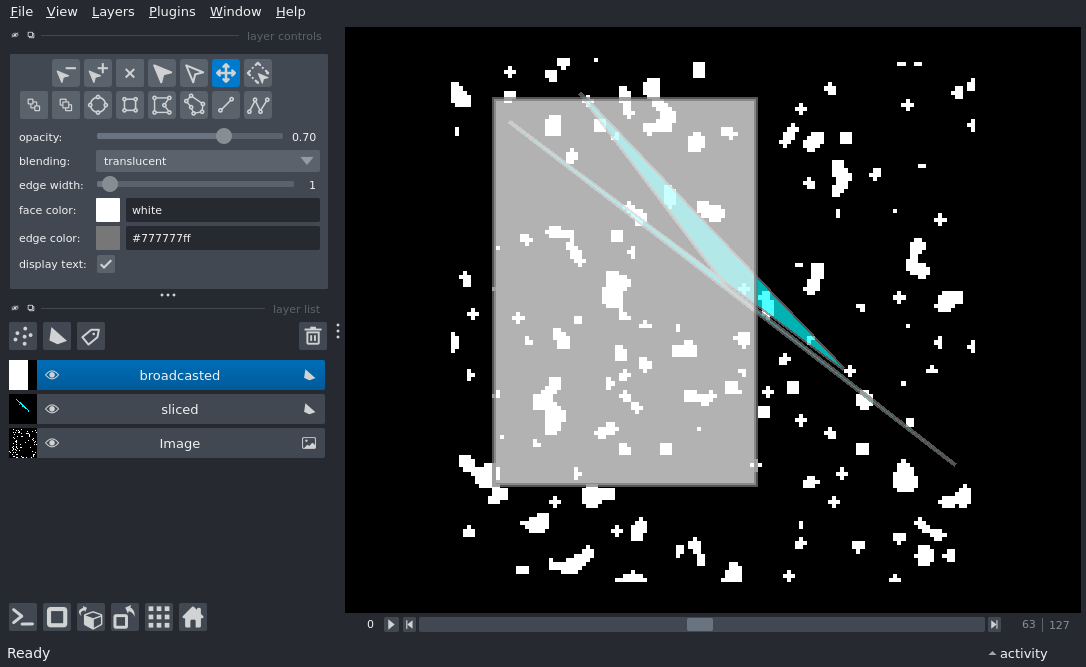 File View Layers Plugins Window Help
layer controls
opacity: 0.70
blending: translucent
edge width: 1
face color: white
edge color: #777777ff
display text:
layer list
broadcasted
sliced
Image
0 63 127
Ready activity